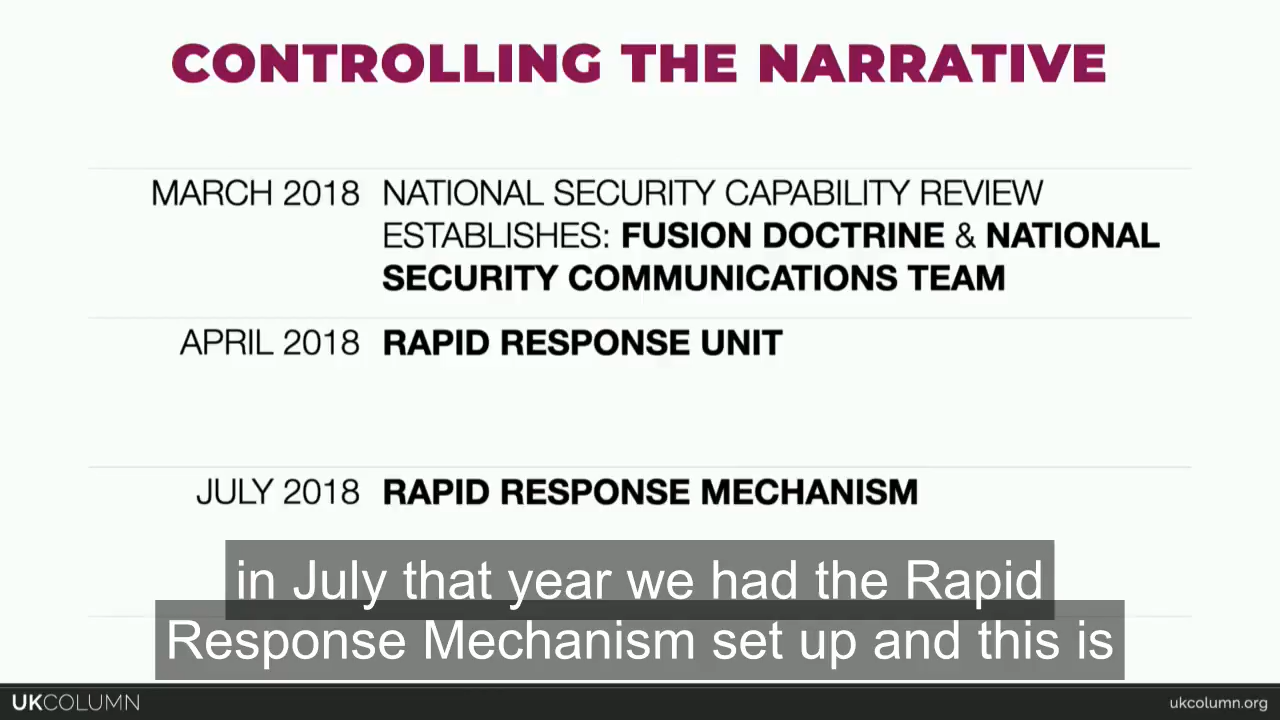 CONTROLLING THE NARRATIVE
MARCH 2018 NATIONAL SECURITY CAPABILITY REVIEW
ESTABLISHES: FUSION DOCTRINE & NATIONAL
SECURITY COMMUNICATIONS TEAM
APRIL 2018 RAPID RESPONSE UNIT
JULY 2018 RAPID RESPONSE MECHANISM
in July that year we had the Rapid
Response Mechanism set up and this is
UKCOLUMN ukcolumn.org